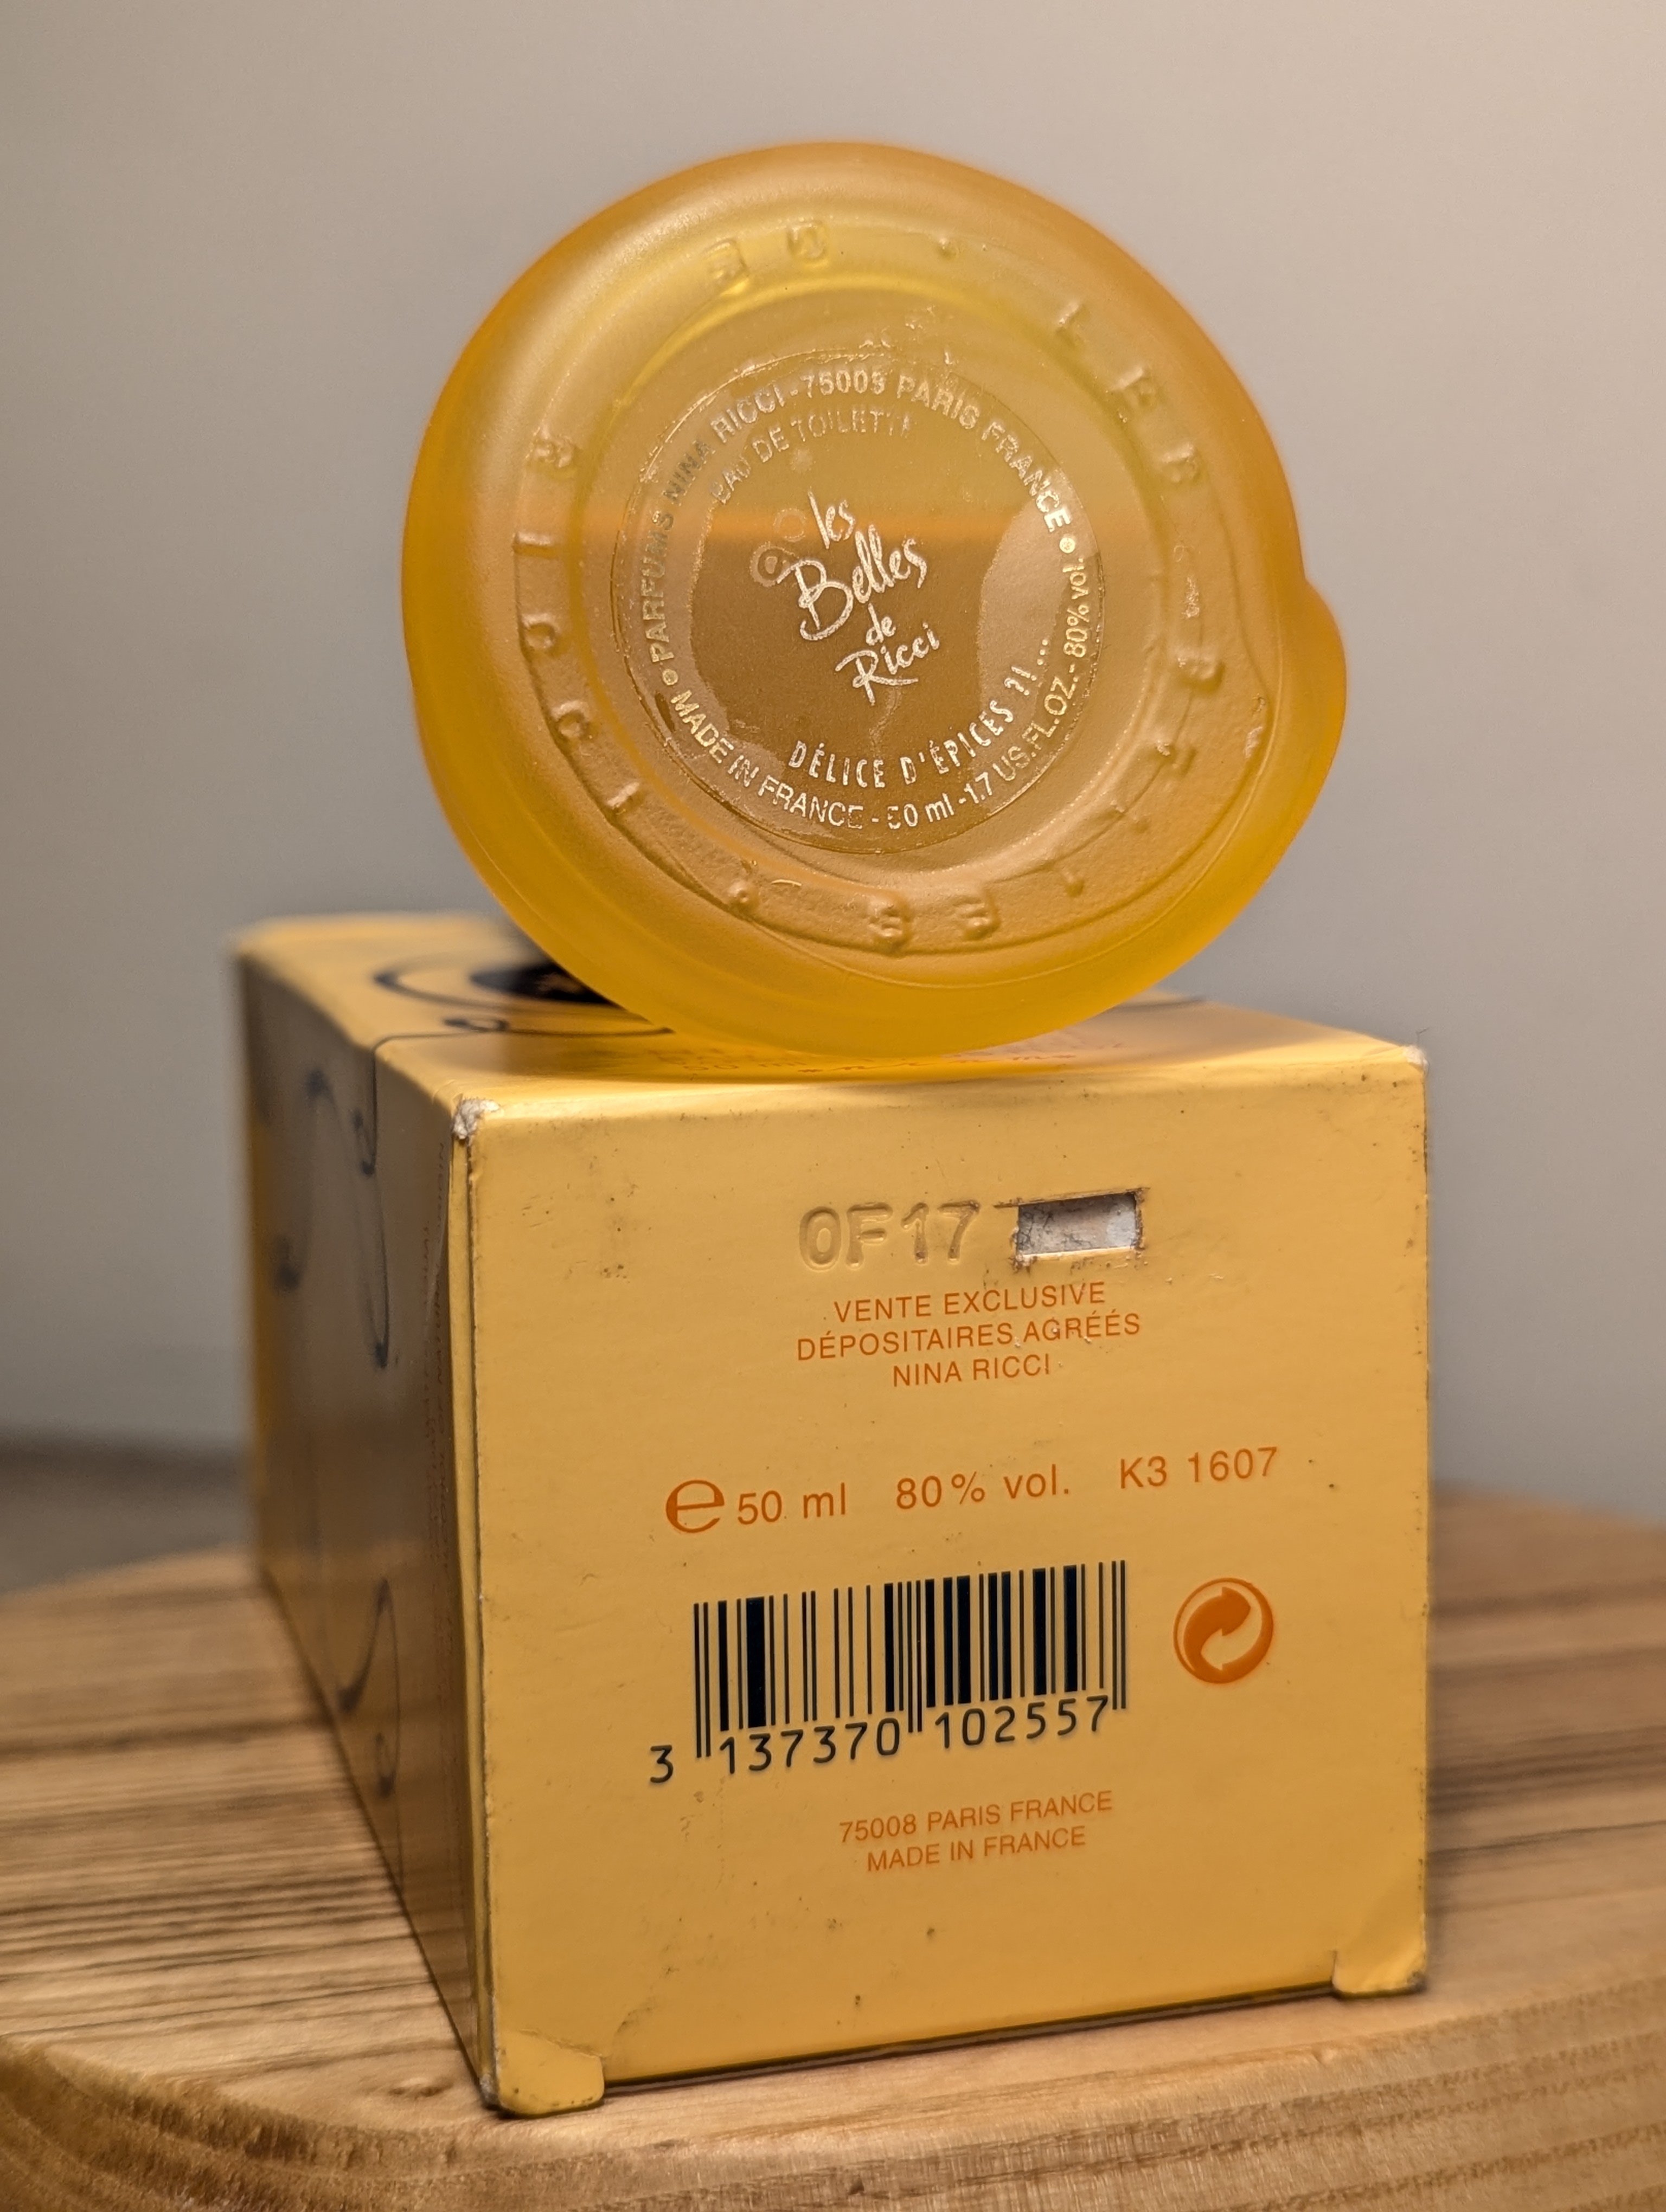 PARFUMS NINA RICCI - 75008 PARIS FRANCE
EAU DE TOILETTE
les
Belles
de
Ricci
DÉLICE D'ÉPICES ?!...
MADE IN FRANCE - 50 ml - 1.7 US.FL.OZ. - 80% vol.
RICCI
LES
0F17
VENTE EXCLUSIVE
DÉPOSITAIRES AGRÉÉS
NINA RICCI
e 50 ml 80% vol. K3 1607
3 137370 102557
75008 PARIS FRANCE
MADE IN FRANCE